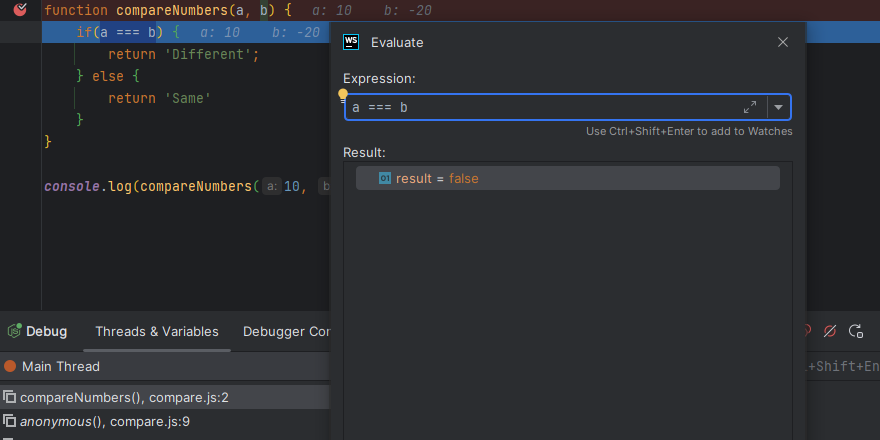 function compareNumbers(a, b) {   a: 10    b: -20
if(a === b) {   a: 10    b: -20
return 'Different';
} else {
return 'Same'
}
}
console.log(compareNumbers( a: 10,  b
WS Evaluate
Expression:
a === b
Use Ctrl+Shift+Enter to add to Watches
Result:
01 result = false
JS Debug    Threads & Variables    Debugger Con
Main Thread
+Shift+En
compareNumbers(), compare.js:2
anonymous(), compare.js:9